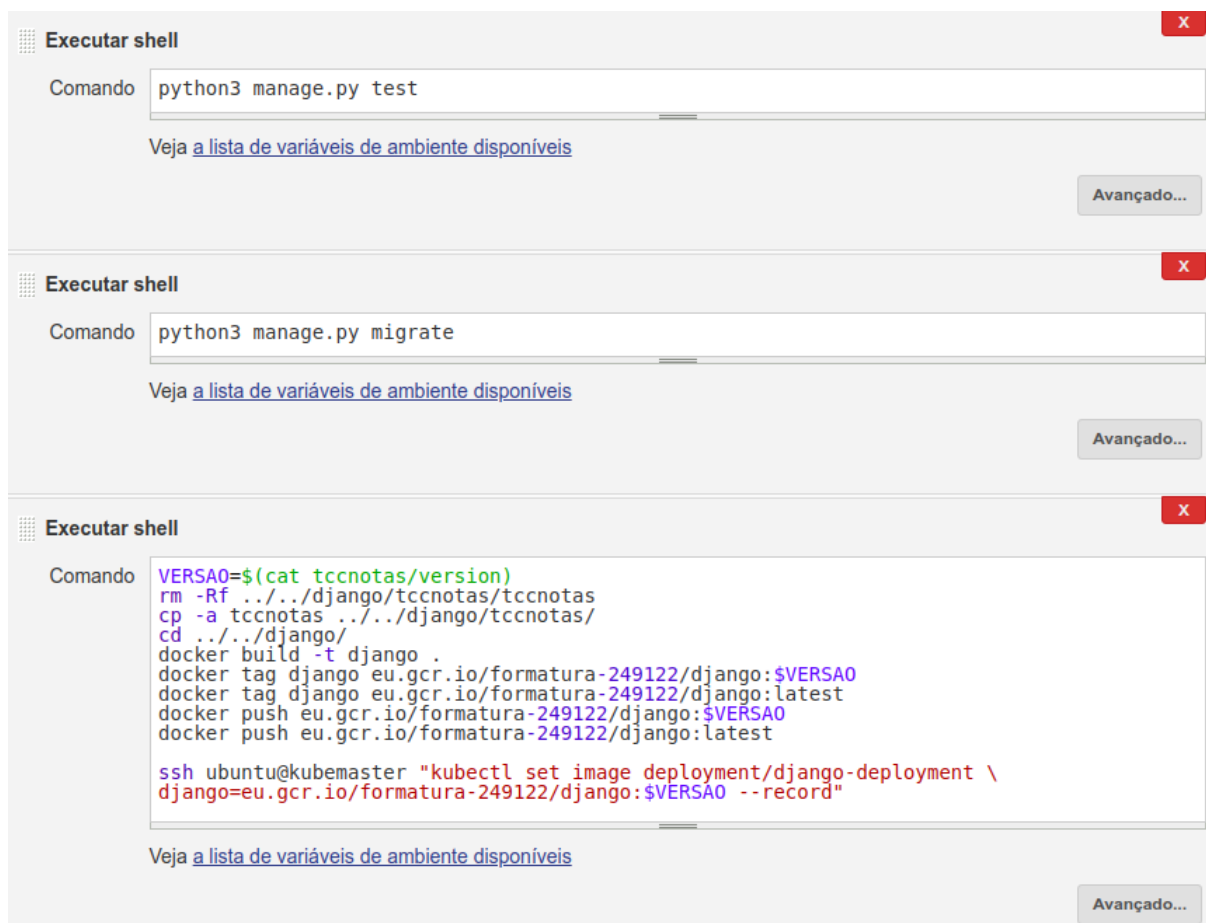 X
Executar shell
Comando
python3 manage.py test
Veja a lista de variáveis de ambiente disponíveis
Avançado...
X
Executar shell
Comando
python3 manage.py migrate
Veja a lista de variáveis de ambiente disponíveis
Avançado...
X
Executar shell
Comando
VERSAO=$(cat tccnotas/version)
rm -Rf ../../django/tccnotas/tccnotas
cp -a tccnotas ../../django/tccnotas/
cd ../../django/
docker build -t django .
docker tag django eu.gcr.io/formatura-249122/django:$VERSAO
docker tag django eu.gcr.io/formatura-249122/django:latest
docker push eu.gcr.io/formatura-249122/django:$VERSAO
docker push eu.gcr.io/formatura-249122/django:latest
ssh ubuntu@kubemaster "kubectl set image deployment/django-deployment \
django=eu.gcr.io/formatura-249122/django:$VERSAO --record"
Veja a lista de variáveis de ambiente disponíveis
Avançado...